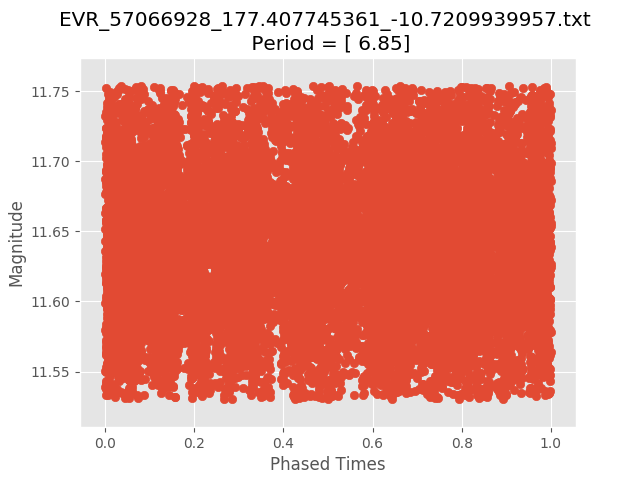 EVR_57066928_177.407745361_-10.7209939957.txt
Period = [ 6.85]
11.75
11.70
11.65
11.60
11.55
Magnitude
0.0 0.2 0.4 0.6 0.8 1.0
Phased Times